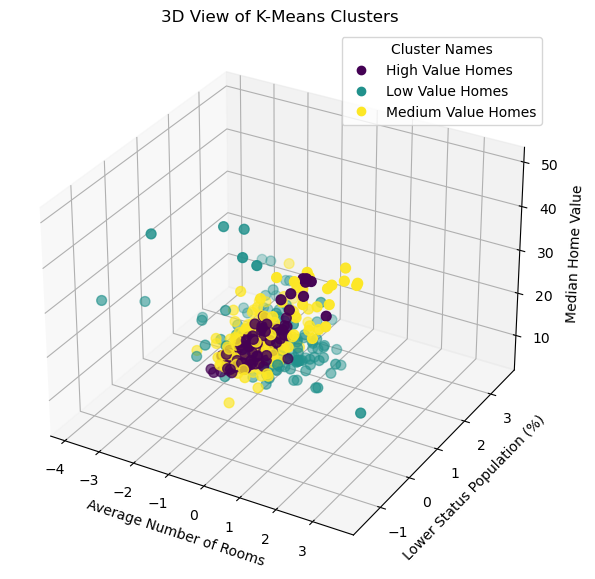 3D View of K-Means Clusters
Cluster Names
High Value Homes
Low Value Homes
Medium Value Homes
50
40
30
20
10
Median Home Value
3
2
1
0
−1
Lower Status Population (%)
−4
−3
−2
−1
0
1
2
3
Average Number of Rooms